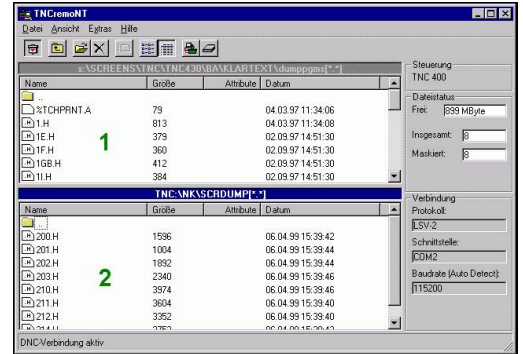 TNCremoNT
Datei Ansicht Extras Hilfe
s:\SCREENS\TNC\TNC430\BA\KLARTEXT\dumppgms[*.*]
Name Größe Attribute Datum
..
%TCHPRNT.A 79 04.03.97 11:34:06
1.H 813 04.03.97 11:34:08
1E.H 379 02.09.97 14:51:30
1F.H 360 02.09.97 14:51:30
1GB.H 412 02.09.97 14:51:30
1I.H 384 02.09.97 14:51:30
1
TNC:\NK\SCRDUMP[*.*]
Name Größe Attribute Datum
..
200.H 1596 06.04.99 15:39:42
201.H 1004 06.04.99 15:39:44
202.H 1892 06.04.99 15:39:44
203.H 2340 06.04.99 15:39:46
210.H 3974 06.04.99 15:39:46
211.H 3604 06.04.99 15:39:40
212.H 3352 06.04.99 15:39:40
214.H 2752 06.04.99 15:39:42
2
Steuerung
TNC 400
Dateistatus
Frei: 899 MByte
Insgesamt: 8
Maskiert: 8
Verbindung
Protokoll:
LSV-2
Schnittstelle:
COM2
Baudrate (Auto Detect):
115200
DNC-Verbindung aktiv